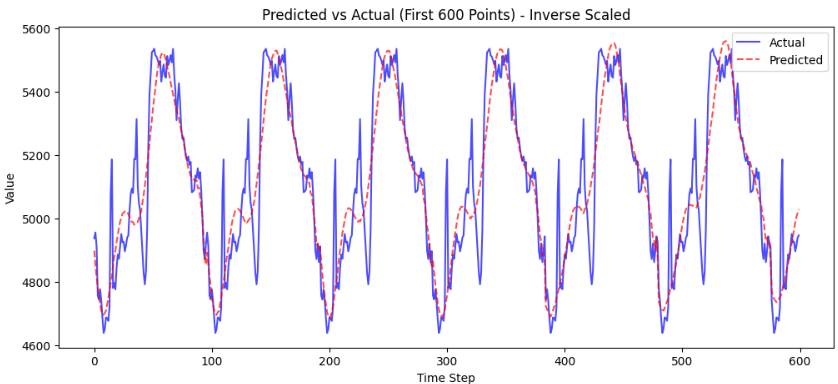 Predicted vs Actual (First 600 Points) - Inverse Scaled
Actual
Predicted
Value
5600
5400
5200
5000
4800
4600
0 100 200 300 400 500 600
Time Step